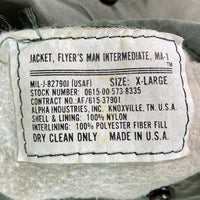 JACKET, FLYER'S MAN INTERMEDIATE, MA-1
MIL-J-8279DJ (USAF) SIZE: X-LARGE
STOCK NUMBER: 0615-00-573-8335
CONTRACT NO. AF/615-37901
ALPHA INDUSTRIES, INC. KNOXVILLE, TN. U.S.A.
SHELL & LINING: 100% NYLON
INTERLINING: 100% POLYESTER FIBER FILL
DRY CLEAN ONLY MADE IN U.S.A.